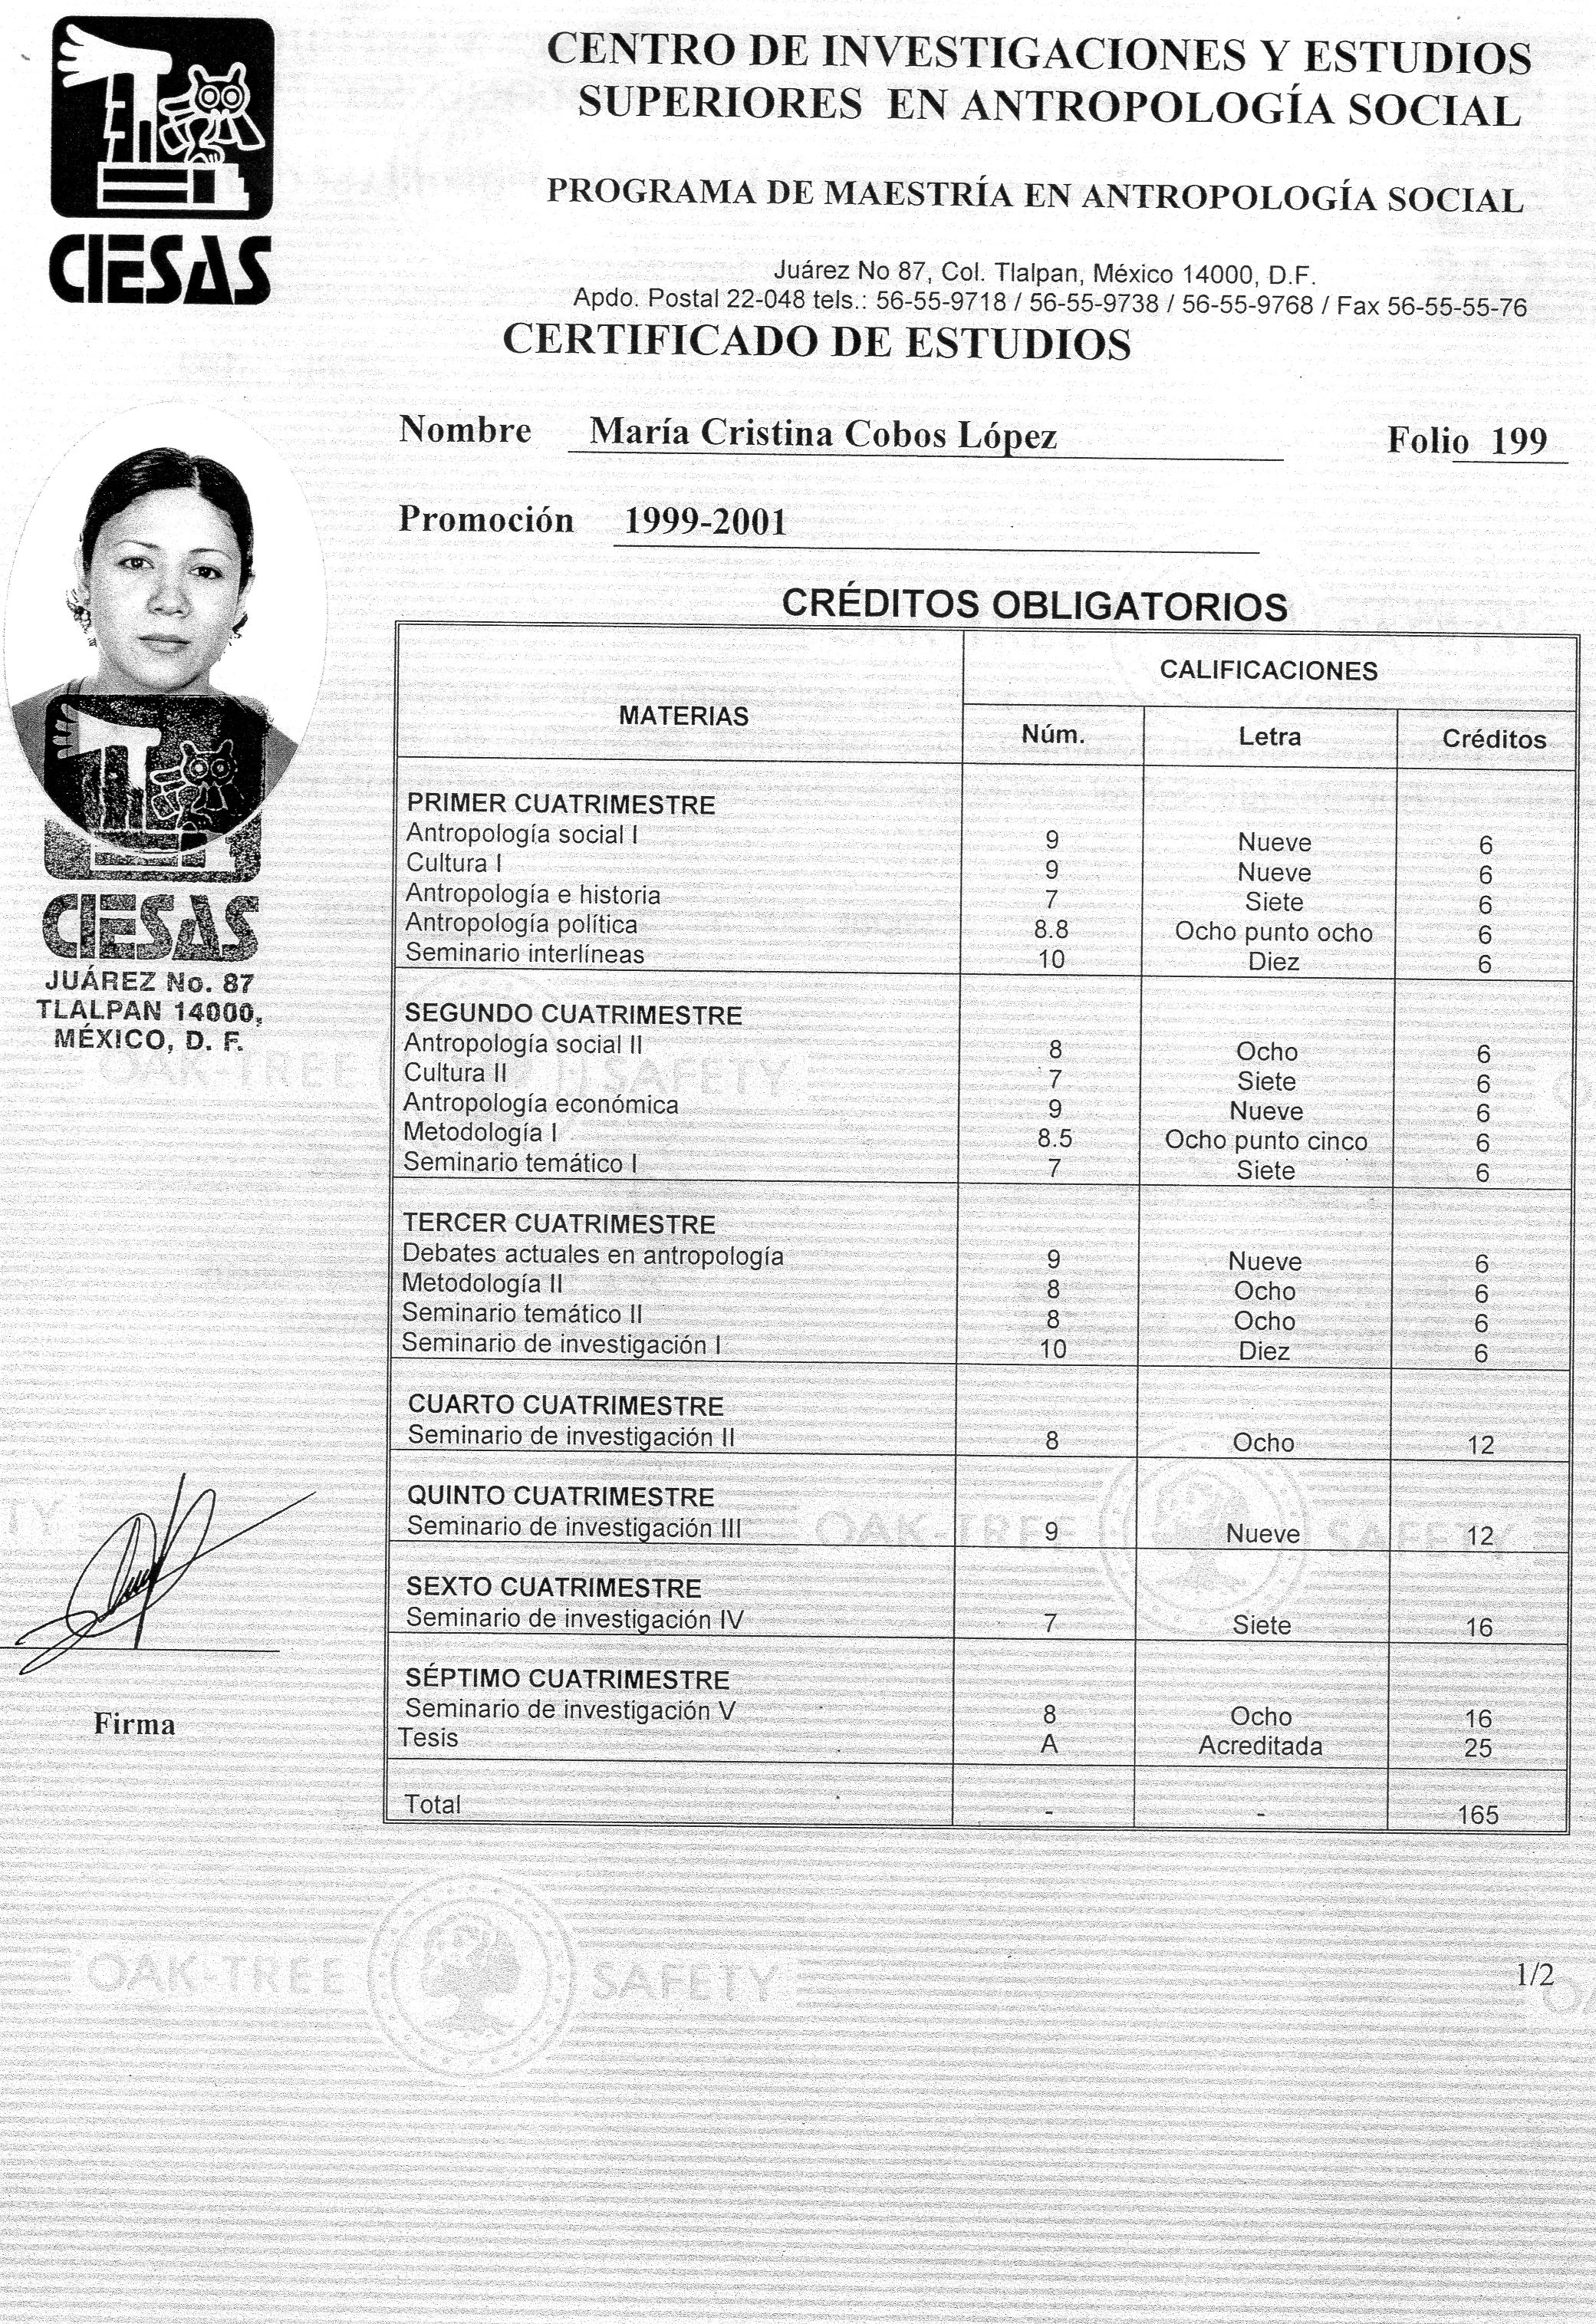 CENTRO DE INVESTIGACIONES Y ESTUDIOS
SUPERIORES EN ANTROPOLOGÍA SOCIAL
PROGRAMA DE MAESTRÍA EN ANTROPOLOGÍA SOCIAL
CIESAS
Juárez No 87, Col. Tlalpan, México 14000, D.F.
Apdo. Postal 22-048 tels.: 56-55-9718 / 56-55-9738 / 56-55-9768 / Fax 56-55-55-76
CERTIFICADO DE ESTUDIOS
Nombre María Cristina Cobos López Folio 199
Promoción 1999-2001
CRÉDITOS OBLIGATORIOS
MATERIAS CALIFICACIONES
Núm. Letra Créditos
PRIMER CUATRIMESTRE
Antropología social I 9 Nueve 6
Cultura I 9 Nueve 6
Antropología e historia 7 Siete 6
Antropología política 8.8 Ocho punto ocho 6
Seminario interlíneas 10 Diez 6
CIESAS
JUÁREZ No. 87
TLALPAN 14000,
MÉXICO, D. F.
SEGUNDO CUATRIMESTRE
Antropología social II 8 Ocho 6
Cultura II 7 Siete 6
Antropología económica 9 Nueve 6
Metodología I 8.5 Ocho punto cinco 6
Seminario temático I 7 Siete 6
OAK-TREE SAFETY
TERCER CUATRIMESTRE
Debates actuales en antropología 9 Nueve 6
Metodología II 8 Ocho 6
Seminario temático II 8 Ocho 6
Seminario de investigación I 10 Diez 6
CUARTO CUATRIMESTRE
Seminario de investigación II 8 Ocho 12
QUINTO CUATRIMESTRE
Seminario de investigación III 9 Nueve 12
OAK-TREE SAFETY
SEXTO CUATRIMESTRE
Seminario de investigación IV 7 Siete 16
SÉPTIMO CUATRIMESTRE
Seminario de investigación V 8 Ocho 16
Tesis A Acreditada 25
Total - - 165
Firma
OAK-TREE SAFETY
1/2